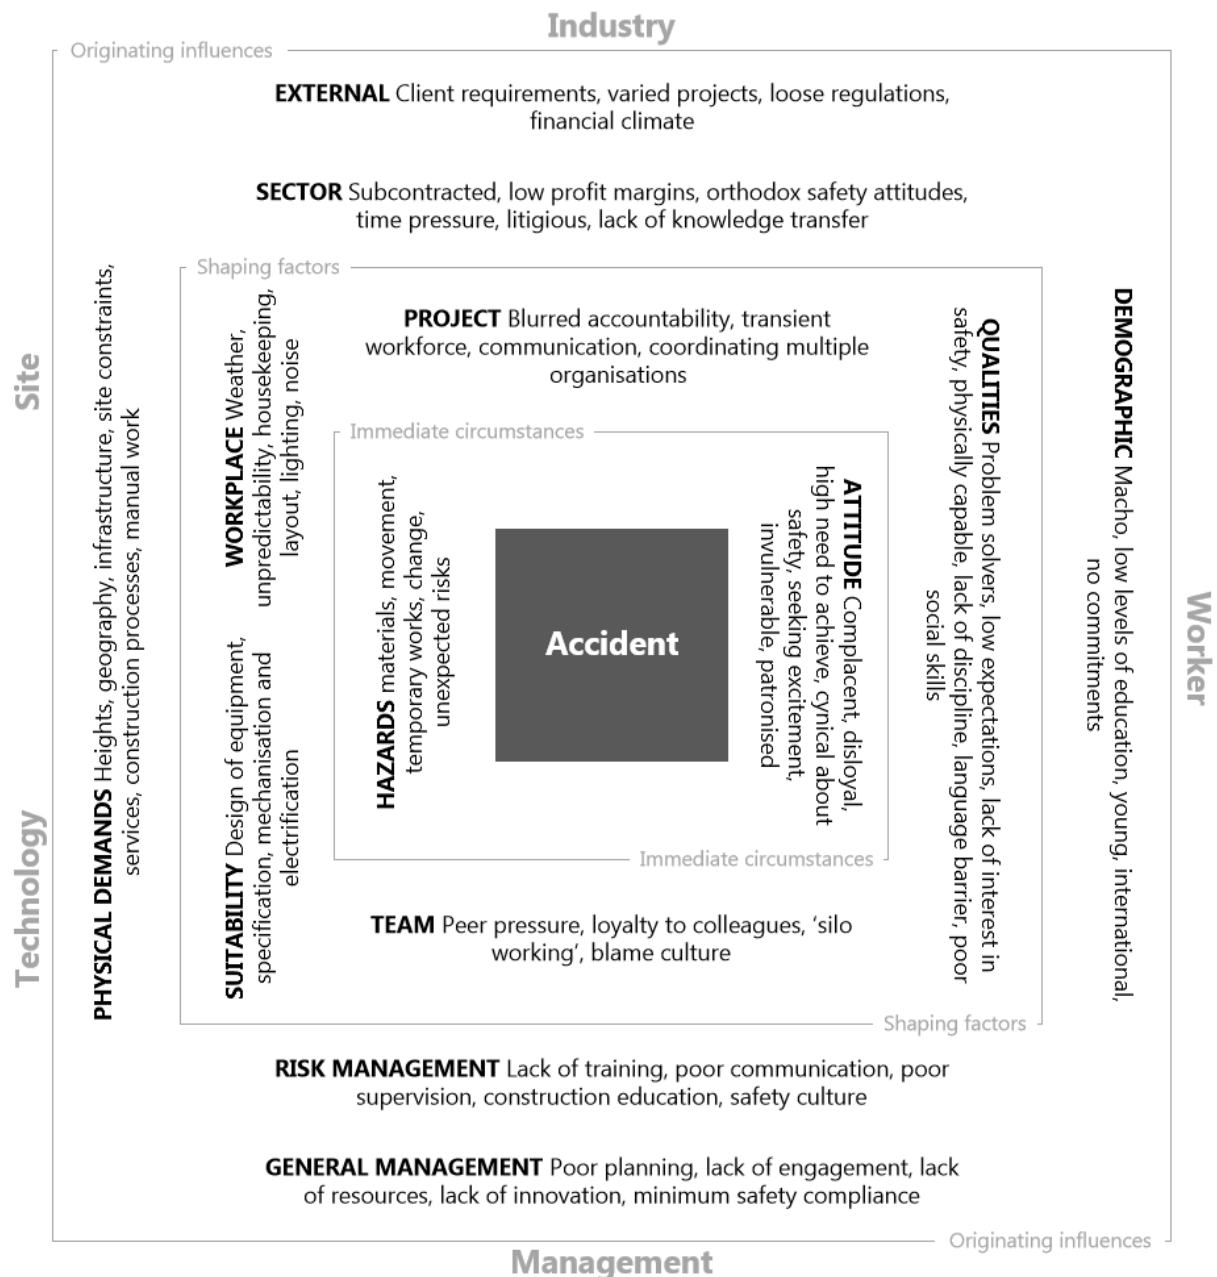 Industry
Originating influences
EXTERNAL Client requirements, varied projects, loose regulations,
financial climate
SECTOR Subcontracted, low profit margins, orthodox safety attitudes,
time pressure, litigious, lack of knowledge transfer
Shaping factors
PROJECT Blurred accountability, transient
workforce, communication, coordinating multiple
organisations
Immediate circumstances
Site
Technology
PHYSICAL DEMANDS Heights, geography, infrastructure, site constraints,
services, construction processes, manual work
WORKPLACE Weather,
unpredictability, housekeeping,
layout, lighting, noise
SUITABILITY Design of equipment,
specification, mechanisation and
electrification
HAZARDS materials, movement,
temporary works, change,
unexpected risks
Accident
ATTITUDE Complacent, disloyal,
high need to achieve, cynical about
safety, seeking excitement,
invulnerable, patronised
QUALITIES Problem solvers, low expectations, lack of interest in
safety, physically capable, lack of discipline, language barrier, poor
social skills
DEMOGRAPHIC Macho, low levels of education, young, international,
no commitments
Worker
Immediate circumstances
TEAM Peer pressure, loyalty to colleagues, ‘silo
working’, blame culture
Shaping factors
RISK MANAGEMENT Lack of training, poor communication, poor
supervision, construction education, safety culture
GENERAL MANAGEMENT Poor planning, lack of engagement, lack
of resources, lack of innovation, minimum safety compliance
Originating influences
Management